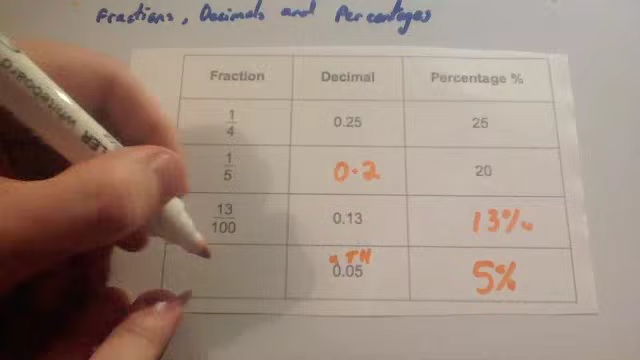 Fractions, Decimals and Percentages
Fraction Decimal Percentage %
1/4 0.25 25
1/5 0.2 20
13/100 0.13 13%
u T H
0.05 5%